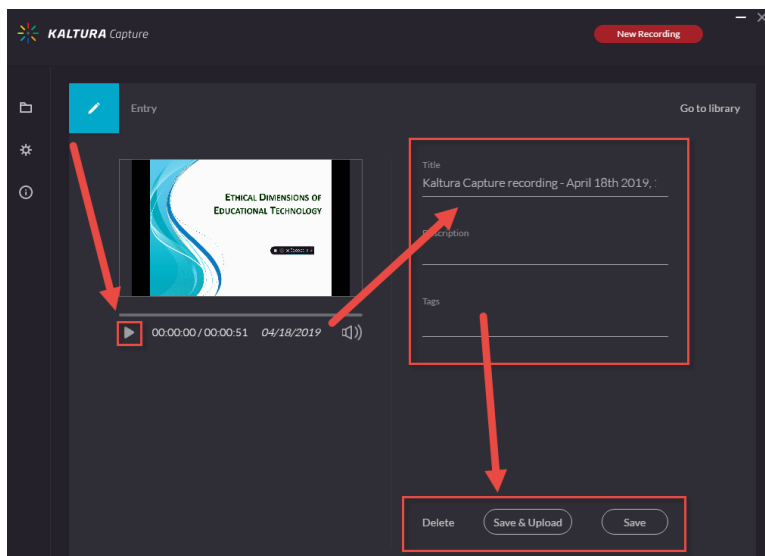 KALTURA Capture
New Recording
Entry
Go to library
ETHICAL DIMENSIONS OF
EDUCATIONAL TECHNOLOGY
00:00:00 / 00:00:51 04/18/2019
Title
Kaltura Capture recording - April 18th 2019,
Description
Tags
Delete Save & Upload Save